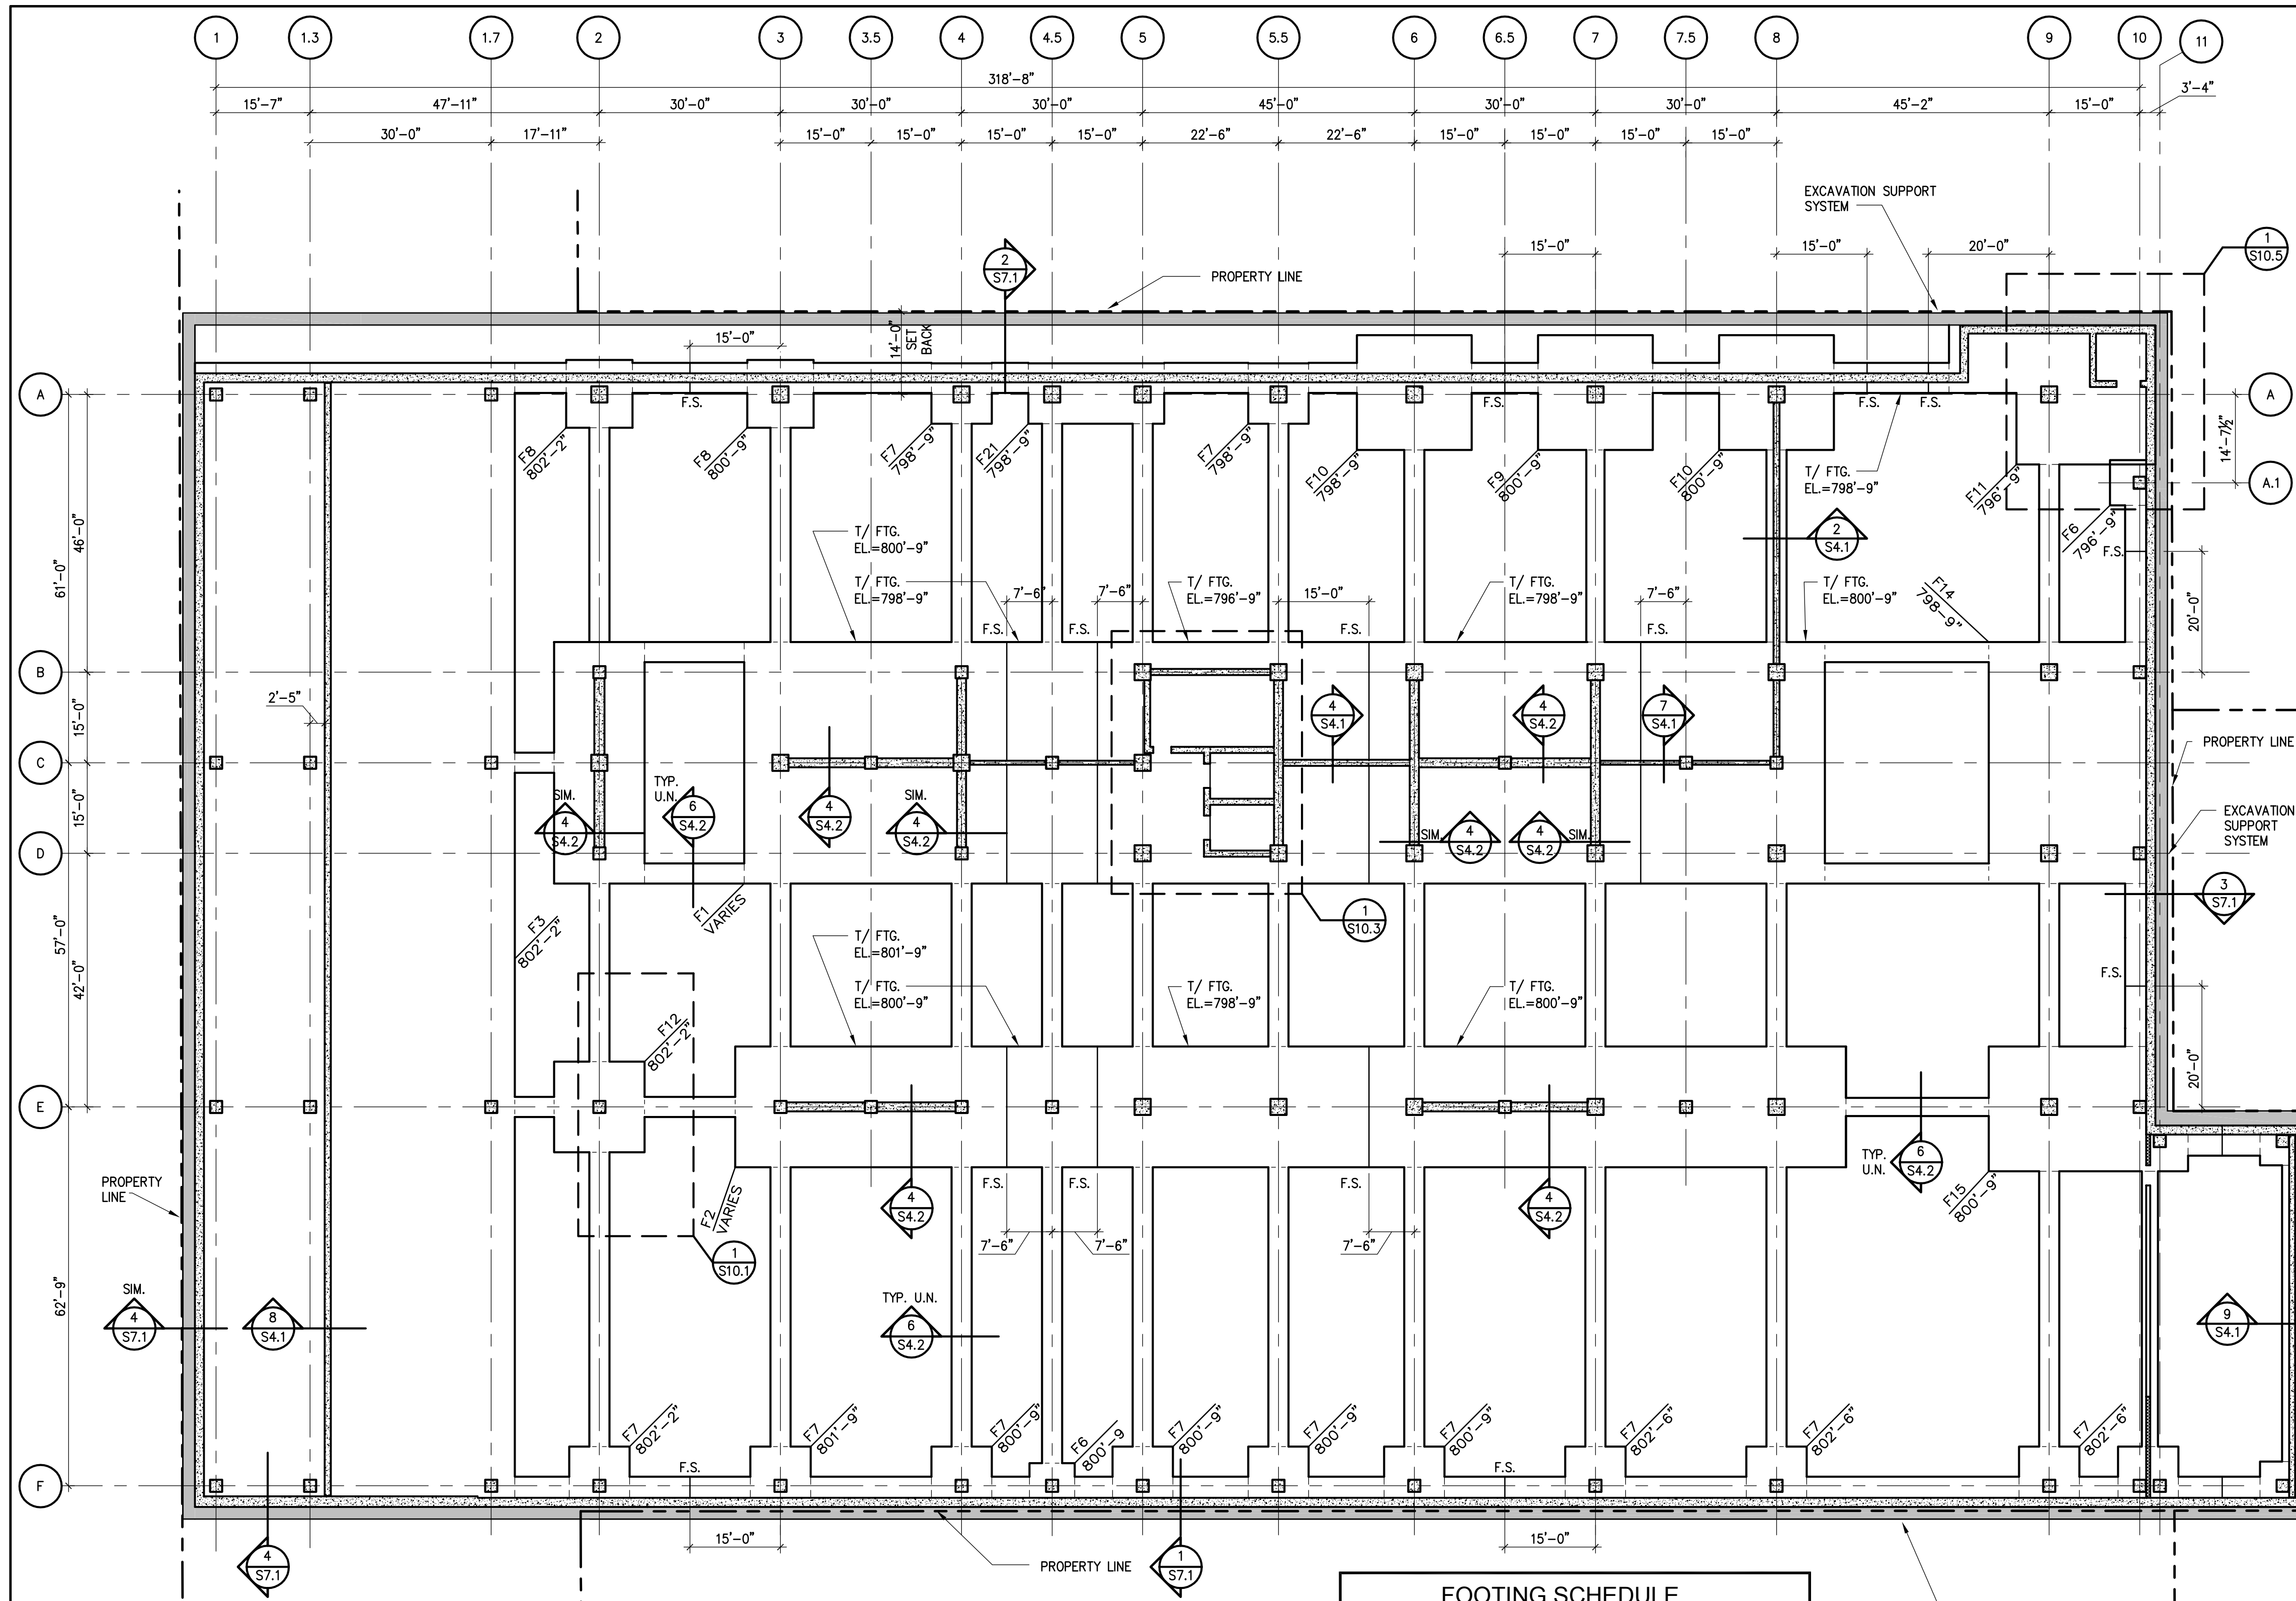 1
1.3
1.7
2
3
3.5
4
4.5
5
5.5
6
6.5
7
7.5
8
9
10
11
318'-8"
15'-7"
47'-11"
30'-0"
30'-0"
30'-0"
45'-0"
30'-0"
30'-0"
45'-2"
15'-0"
3'-4"
30'-0"
17'-11"
15'-0"
15'-0"
15'-0"
15'-0"
22'-6"
22'-6"
15'-0"
15'-0"
15'-0"
15'-0"
EXCAVATION SUPPORT
SYSTEM
15'-0"
15'-0"
20'-0"
1
S10.5
2
S7.1
PROPERTY LINE
14'-0"
SET
BACK
15'-0"
A
F.S.
F.S.
F.S.
F.S.
A
F8
802'-2"
F8
800'-9"
F7
798'-9"
F21
798'-9"
F7
798'-9"
F10
798'-9"
F9
800'-9"
F10
800'-9"
T/ FTG.
EL.=798'-9"
F11
796'-9"
14'-7½"
A.1
F6
796'-9"
F.S.
2
S4.1
46'-0"
61'-0"
T/ FTG.
EL.=800'-9"
T/ FTG.
EL.=798'-9"
7'-6"
7'-6"
T/ FTG.
EL.=796'-9"
15'-0"
T/ FTG.
EL.=798'-9"
7'-6"
T/ FTG.
EL.=800'-9"
F14
798-9"
20'-0"
F.S.
F.S.
F.S.
F.S.
B
B
2'-5"
15'-0"
4
S4.1
4
S4.2
7
S4.1
PROPERTY LINE
C
C
TYP.
U.N.
6
S4.2
SIM.
4
S4.2
4
S4.2
SIM.
4
S4.2
SIM.
4
S4.2
4
S4.2
SIM.
15'-0"
EXCAVATION
SUPPORT
SYSTEM
D
D
3
S7.1
F1
VARIES
1
S10.3
F3
802'-2"
57'-0"
42'-0"
T/ FTG.
EL.=801'-9"
T/ FTG.
EL.=800'-9"
T/ FTG.
EL.=798'-9"
T/ FTG.
EL.=800'-9"
F.S.
F12
802'-2"
20'-0"
E
E
PROPERTY
LINE
F2
VARIES
F.S.
F.S.
F.S.
TYP.
U.N.
6
S4.2
F15
800'-9"
4
S4.2
4
S4.2
7'-6"
7'-6"
7'-6"
1
S10.1
62'-9"
SIM.
4
S7.1
8
S4.1
TYP. U.N.
6
S4.2
9
S4.1
F7
802'-2"
F7
801'-9"
F7
800'-9"
F6
800'-9
F7
800'-9"
F7
800'-9"
F7
800'-9"
F7
802'-6"
F7
802'-6"
F7
802'-6"
F.S.
F.S.
F
F
15'-0"
15'-0"
4
S7.1
PROPERTY LINE
1
S7.1
FOOTING SCHEDULE